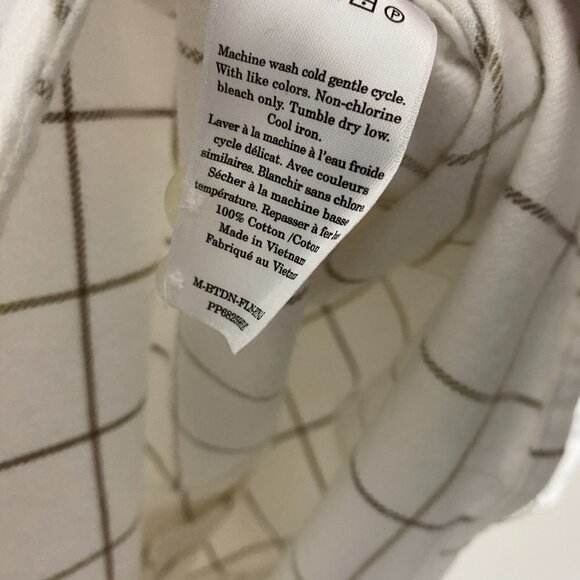 Machine wash cold gentle cycle.
With like colors. Non-chlorine
bleach only. Tumble dry low.
Cool iron.
Laver à la machine à l'eau froide
cycle délicat. Avec couleurs
similaires. Blanchir sans chlore
Sécher à la machine basse
température. Repasser à fer
100% Cotton /Coton
Made in Vietnam
Fabriqué au Vietnam